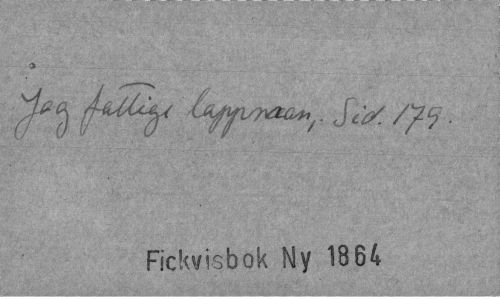 Jag fattige lappman, Sid. 179.
Fickvisbok Ny 1864